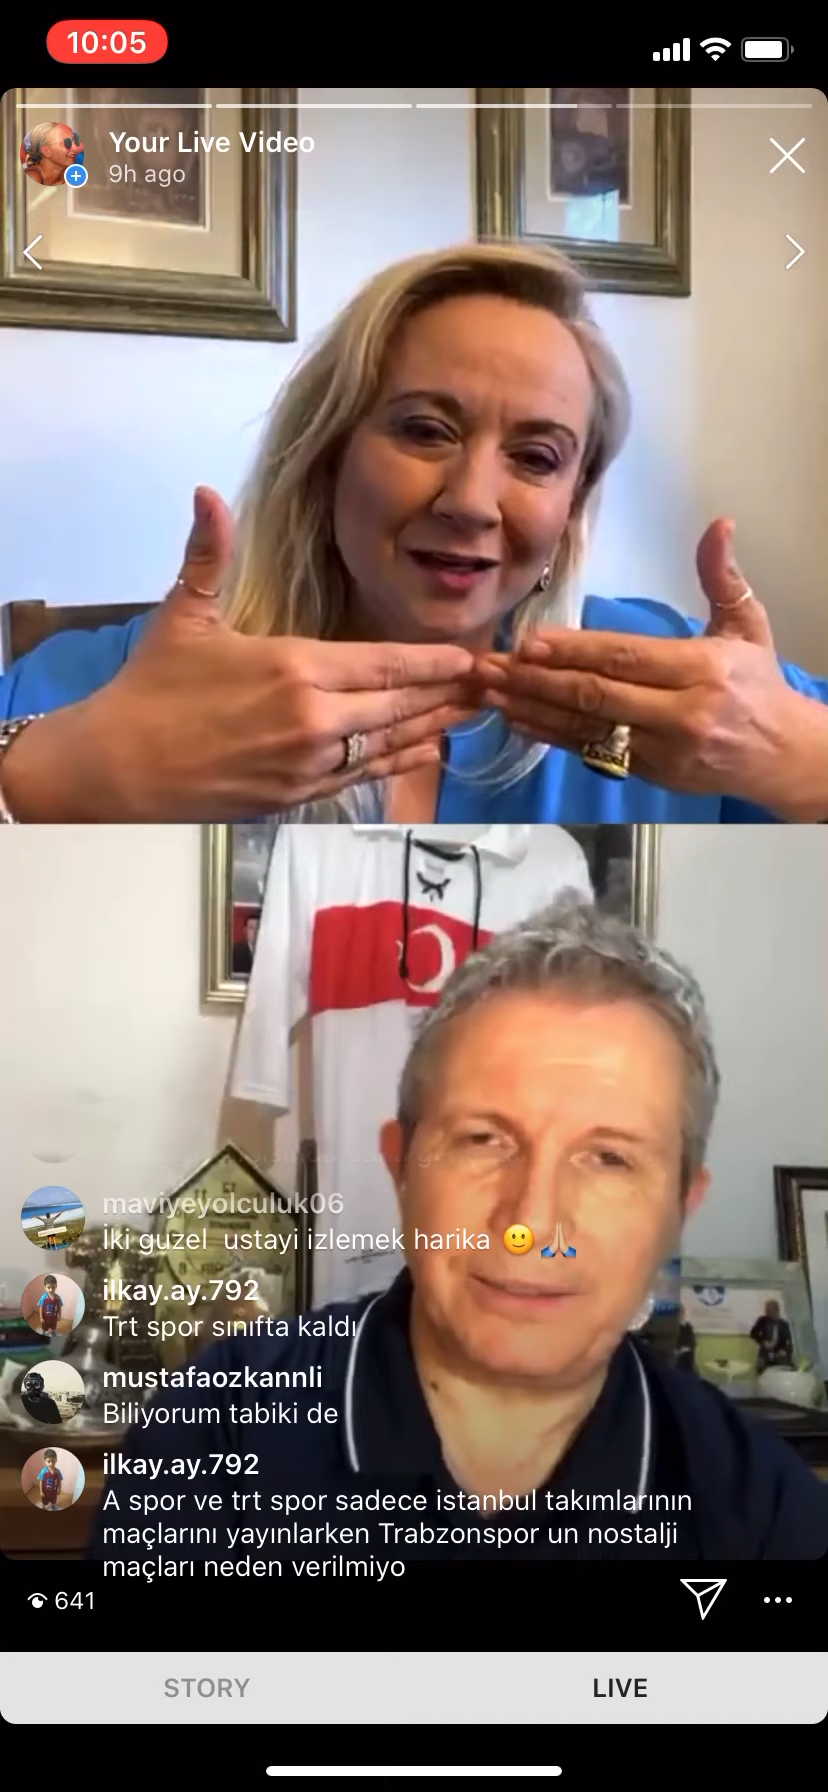 10:05
Your Live Video
9h ago
maviyeyolculuk06
İki guzel ustayi izlemek harika 🙂🙏🏼
ilkay.ay.792
Trt spor sınıfta kaldı
mustafaozkannli
Biliyorum tabiki de
ilkay.ay.792
A spor ve trt spor sadece istanbul takımlarının
maçlarını yayınlarken Trabzonspor un nostalji
maçları neden verilmiyo
641
STORY
LIVE